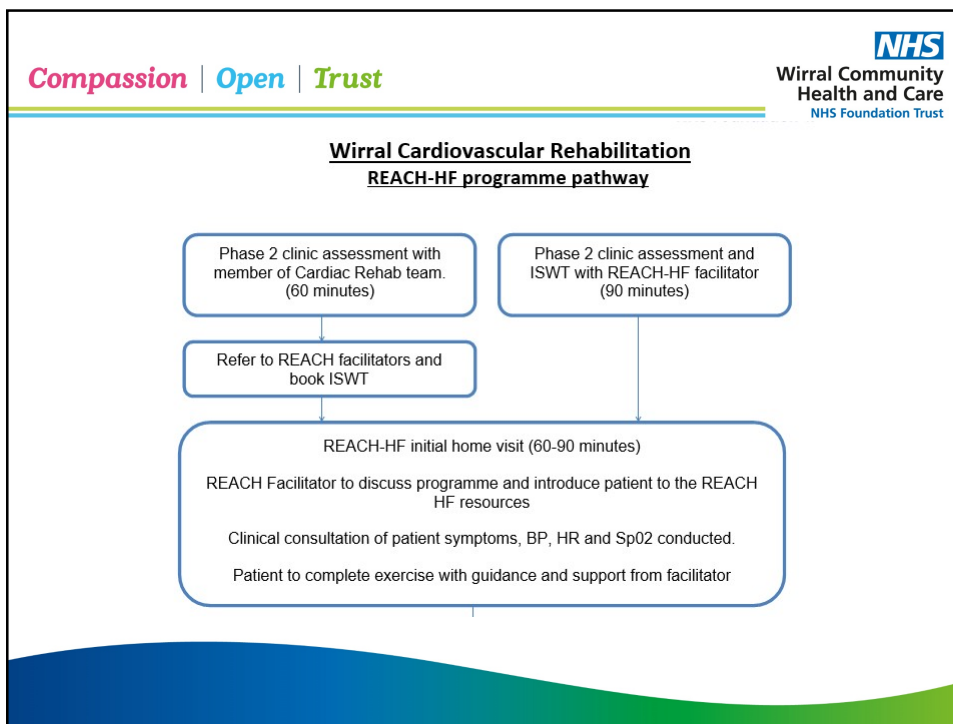 Compassion | Open | Trust
NHS
Wirral Community
Health and Care
NHS Foundation Trust
Wirral Cardiovascular Rehabilitation
REACH-HF programme pathway
Phase 2 clinic assessment with
member of Cardiac Rehab team.
(60 minutes)
Phase 2 clinic assessment and
ISWT with REACH-HF facilitator
(90 minutes)
Refer to REACH facilitators and
book ISWT
REACH-HF initial home visit (60-90 minutes)
REACH Facilitator to discuss programme and introduce patient to the REACH
HF resources
Clinical consultation of patient symptoms, BP, HR and Sp02 conducted.
Patient to complete exercise with guidance and support from facilitator